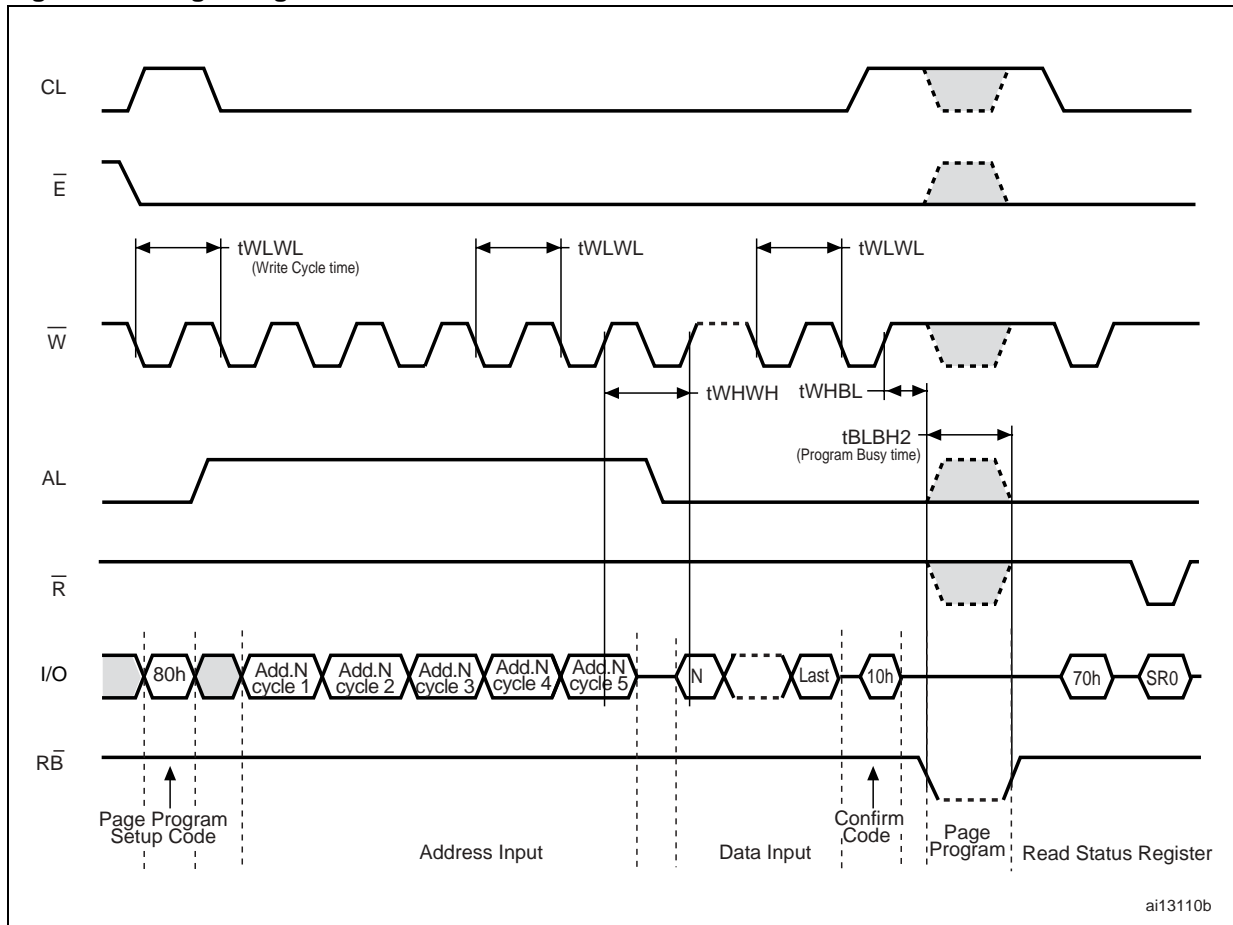 CL
E
tWLWL
(Write Cycle time)
tWLWL
tWLWL
W
tWHWH
tWHBL
tBLBH2
(Program Busy time)
AL
R
I/O
80h
Add.N
cycle 1
Add.N
cycle 2
Add.N
cycle 3
Add.N
cycle 4
Add.N
cycle 5
N
Last
10h
70h
SR0
RB
Page Program
Setup Code
Address Input
Data Input
Confirm
Code
Page
Program
Read Status Register
ai13110b